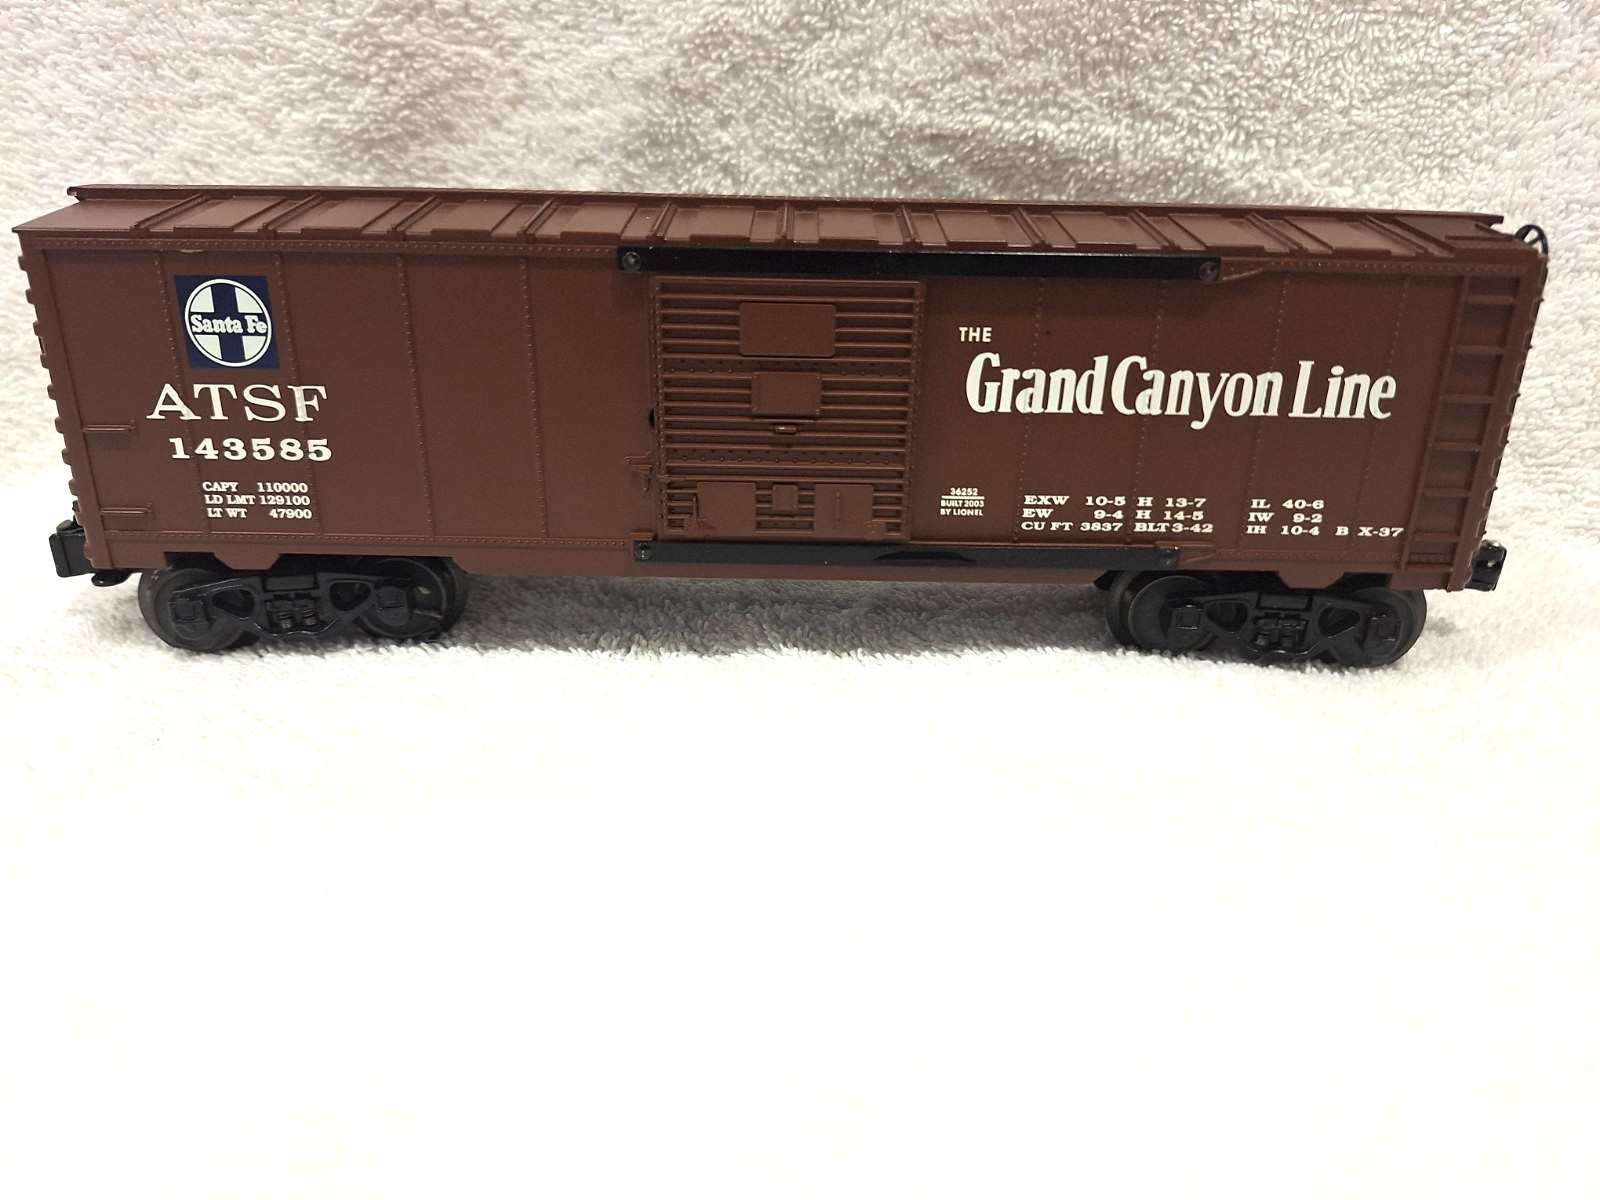 Santa Fe
ATSF
143585
CAPY 110000
LD LMT 129100
LT WT 47900
THE
Grand Canyon Line
36252
BUILT 2003
BY LIONEL
EXW 10-5 H 13-7 IL 40-6
EW 9-4 H 14-5 IW 9-2
CU FT 3837 BLT 3-42 IH 10-4 B X-37